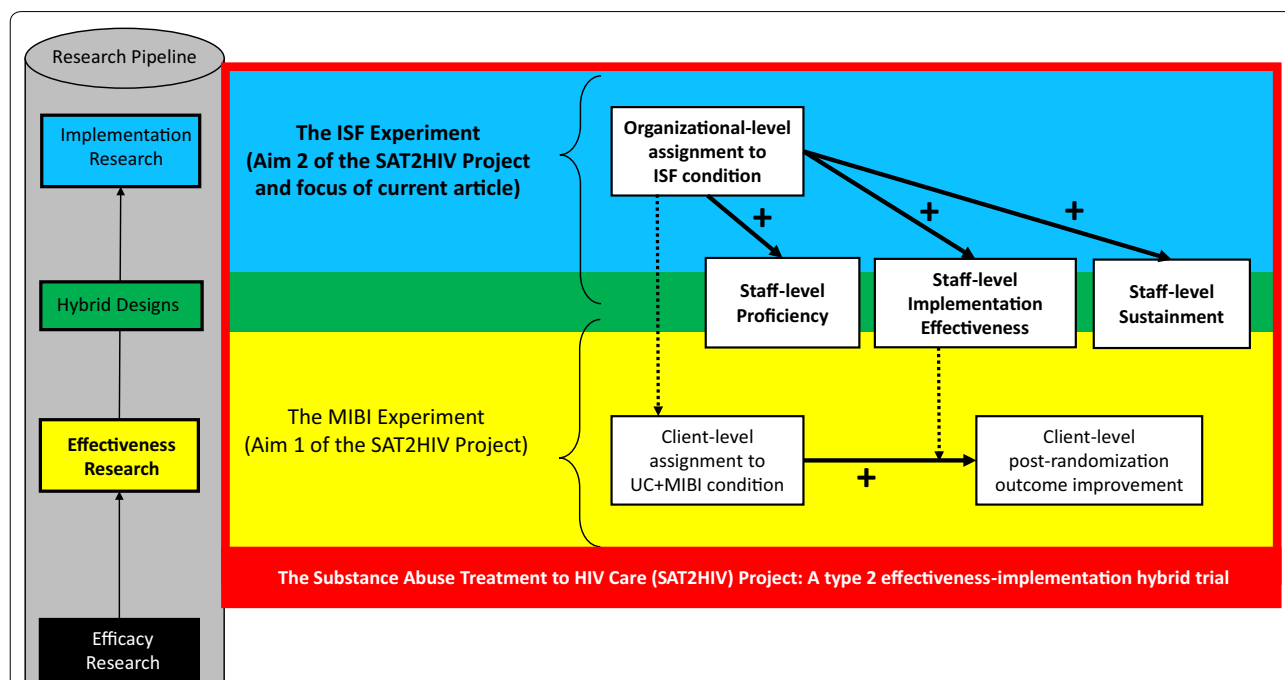 Research Pipeline
Implementation
Research
Hybrid Designs
Effectiveness
Research
Efficacy
Research
The ISF Experiment
(Aim 2 of the SAT2HIV Project
and focus of current article)
Organizational-level
assignment to
ISF condition
+
+
+
Staff-level
Proficiency
Staff-level
Implementation
Effectiveness
Staff-level
Sustainment
The MIBI Experiment
(Aim 1 of the SAT2HIV Project)
Client-level
assignment to
UC+MIBI condition
+
Client-level
post-randomization
outcome improvement
The Substance Abuse Treatment to HIV Care (SAT2HIV) Project: A type 2 effectiveness-implementation hybrid trial